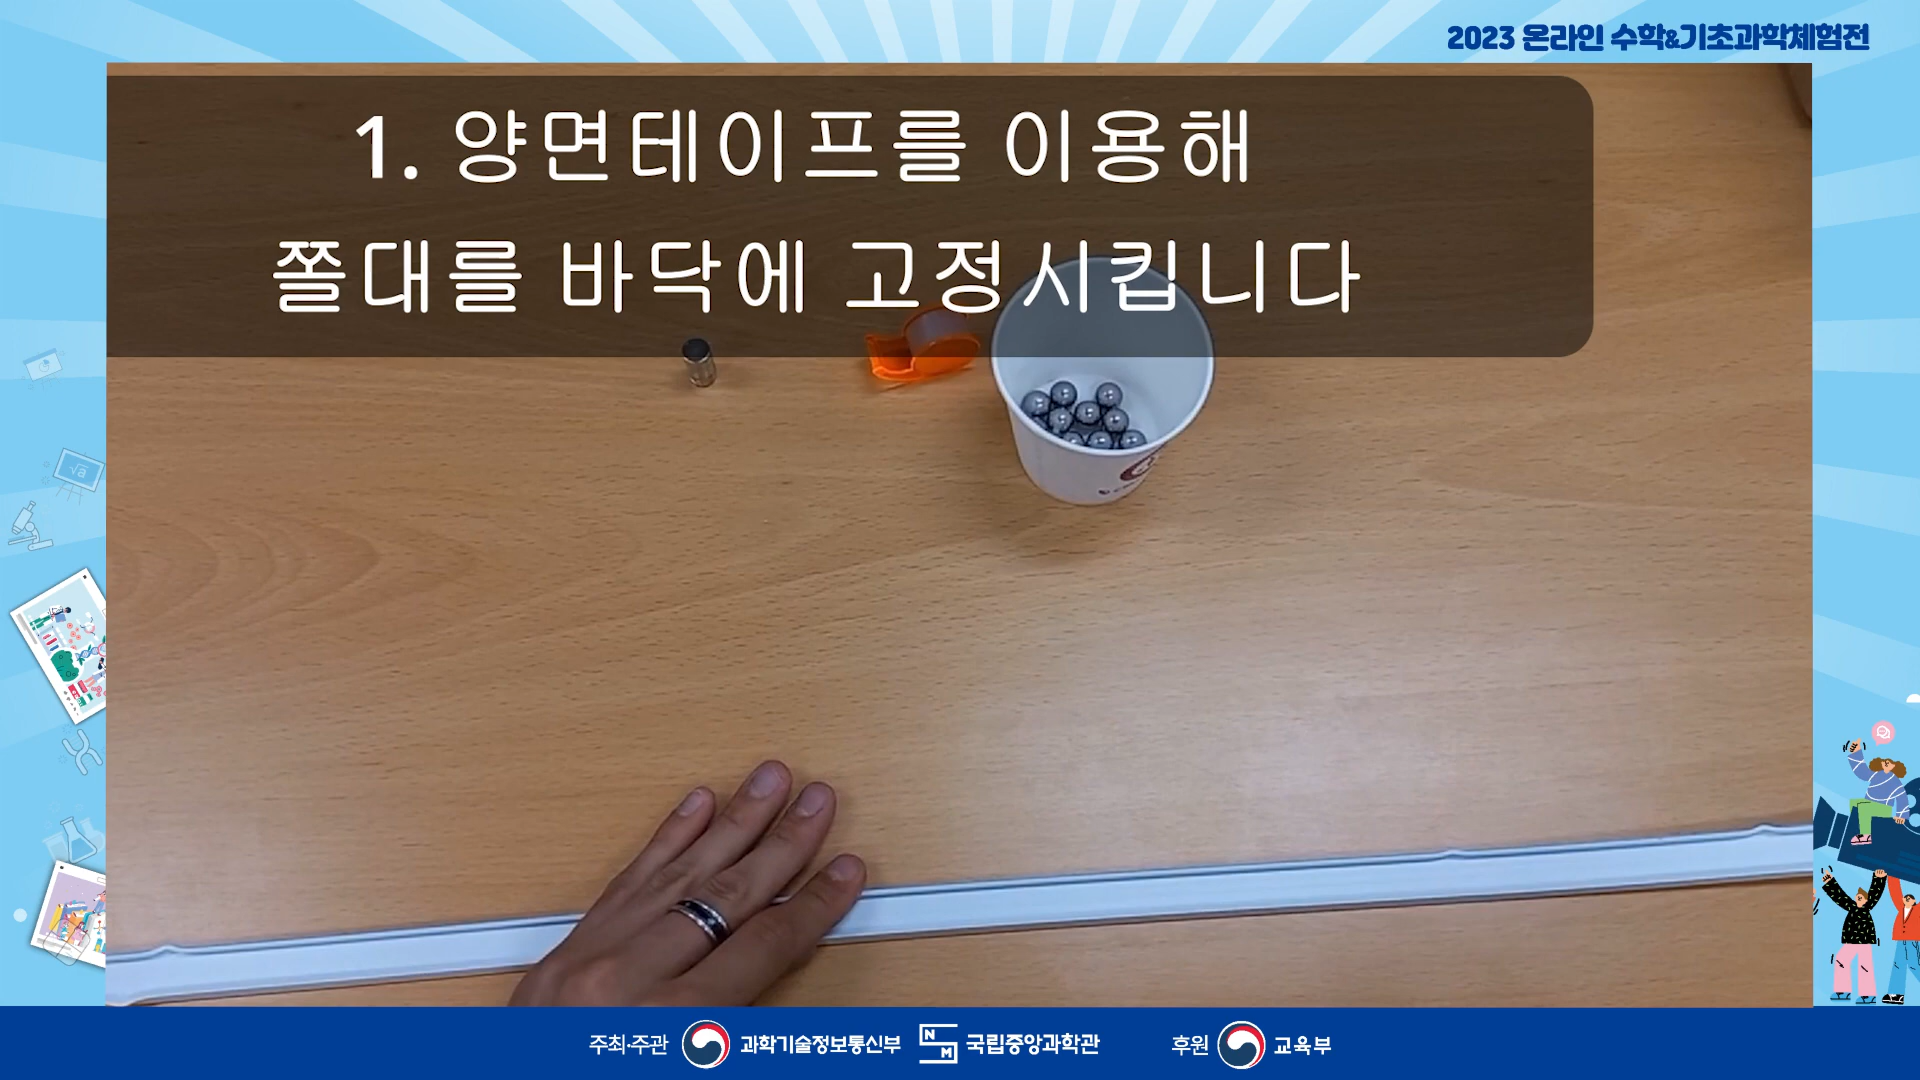 2023 온라인 수학&기초과학체험전
1. 양면테이프를 이용해
쫄대를 바닥에 고정시킵니다
주최·주관 과학기술정보통신부 NSM 국립중앙과학관 후원 교육부